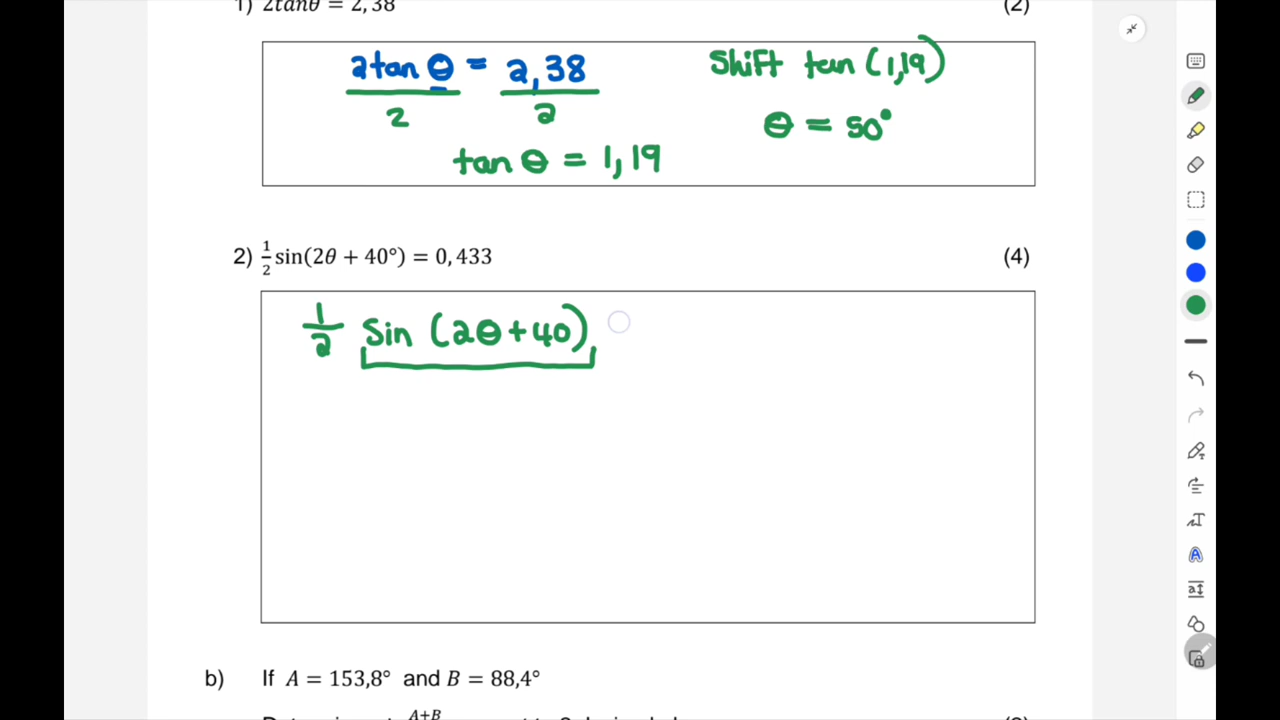 1) 2tanθ = 2,38 (2)
2tan θ = 2,38 Shift tan (1,19)
2 2 θ = 50°
tan θ = 1,19
2) 1/2 sin(2θ + 40°) = 0,433 (4)
1/2 Sin (2θ+40)
b) If A = 153,8° and B = 88,4°
A+B